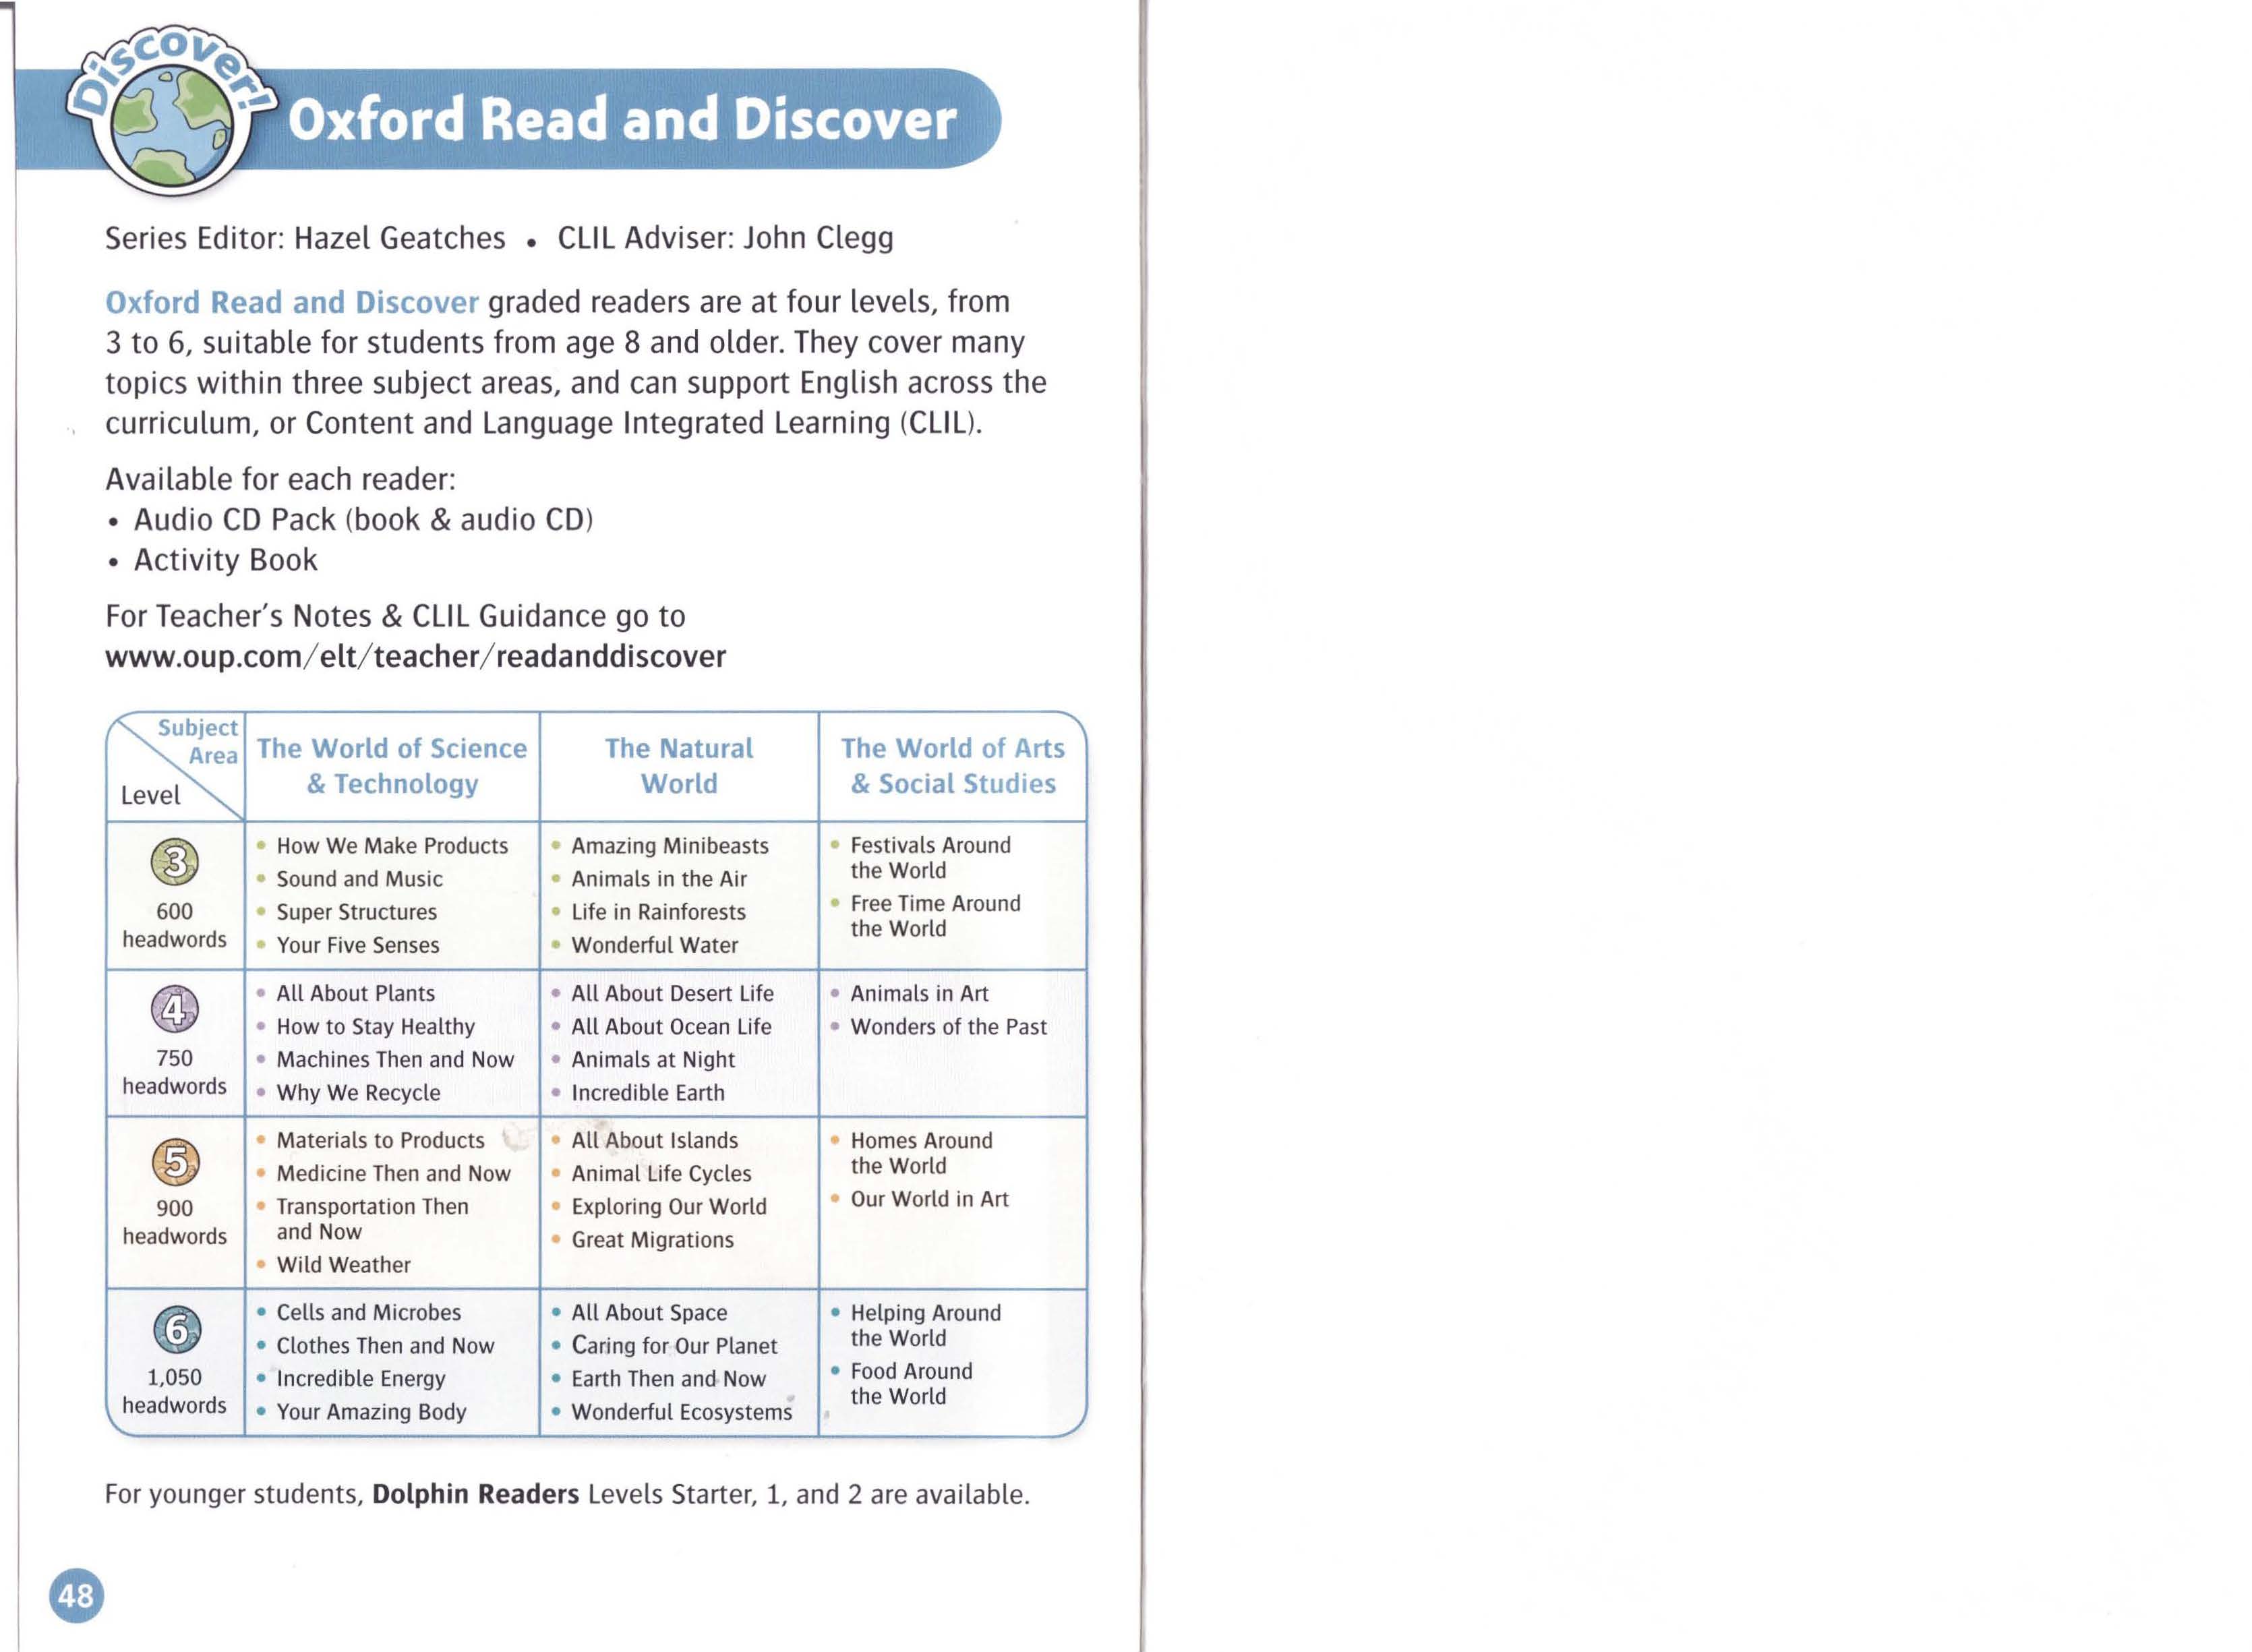 Discover!
Oxford Read and Discover
Series Editor: Hazel Geatches • CLIL Adviser: John Clegg
Oxford Read and Discover graded readers are at four levels, from
3 to 6, suitable for students from age 8 and older. They cover many
topics within three subject areas, and can support English across the
curriculum, or Content and Language Integrated Learning (CLIL).
Available for each reader:
• Audio CD Pack (book & audio CD)
• Activity Book
For Teacher's Notes & CLIL Guidance go to
www.oup.com/elt/teacher/readanddiscover
Subject
Area
Level
The World of Science
& Technology
The Natural
World
The World of Arts
& Social Studies
3
600
headwords
• How We Make Products
• Sound and Music
• Super Structures
• Your Five Senses
• Amazing Minibeasts
• Animals in the Air
• Life in Rainforests
• Wonderful Water
• Festivals Around
the World
• Free Time Around
the World
4
750
headwords
• All About Plants
• How to Stay Healthy
• Machines Then and Now
• Why We Recycle
• All About Desert Life
• All About Ocean Life
• Animals at Night
• Incredible Earth
• Animals in Art
• Wonders of the Past
5
900
headwords
• Materials to Products
• Medicine Then and Now
• Transportation Then
and Now
• Wild Weather
• All About Islands
• Animal Life Cycles
• Exploring Our World
• Great Migrations
• Homes Around
the World
• Our World in Art
6
1,050
headwords
• Cells and Microbes
• Clothes Then and Now
• Incredible Energy
• Your Amazing Body
• All About Space
• Caring for Our Planet
• Earth Then and Now
• Wonderful Ecosystems
• Helping Around
the World
• Food Around
the World
For younger students, Dolphin Readers Levels Starter, 1, and 2 are available.
48